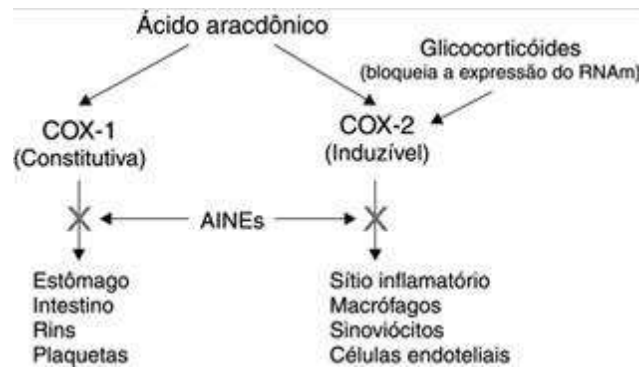 Ácido aracdônico
Glicocorticóides
(bloqueia a expressão do RNAm)
COX-1
(Constitutiva)
COX-2
(Induzível)
AINEs
Estômago
Intestino
Rins
Plaquetas
Sítio inflamatório
Macrófagos
Sinoviócitos
Células endoteliais